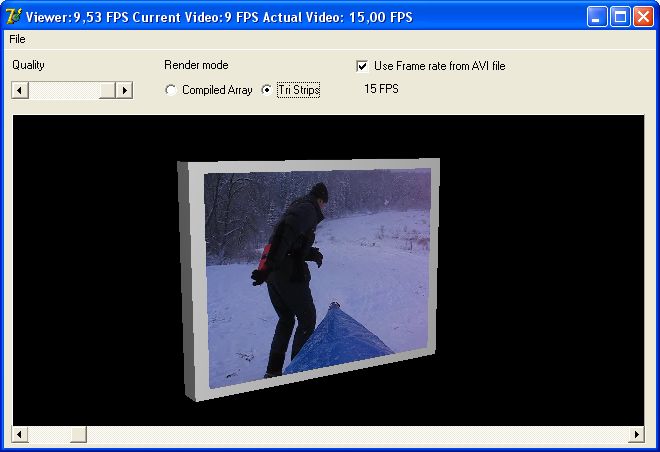 Viewer:9,53 FPS Current Video:9 FPS Actual Video: 15,00 FPS
File
Quality
Render mode
Use Frame rate from AVI file
Compiled Array
Tri Strips
15 FPS